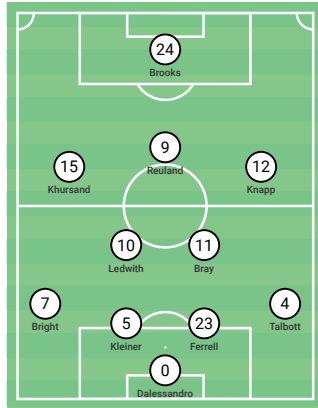 24
Brooks
9
Reuland
15
Khursand
12
Knapp
10
Ledwith
11
Bray
7
Bright
4
Talbott
5
Kleiner
23
Ferrell
0
Dalessandro